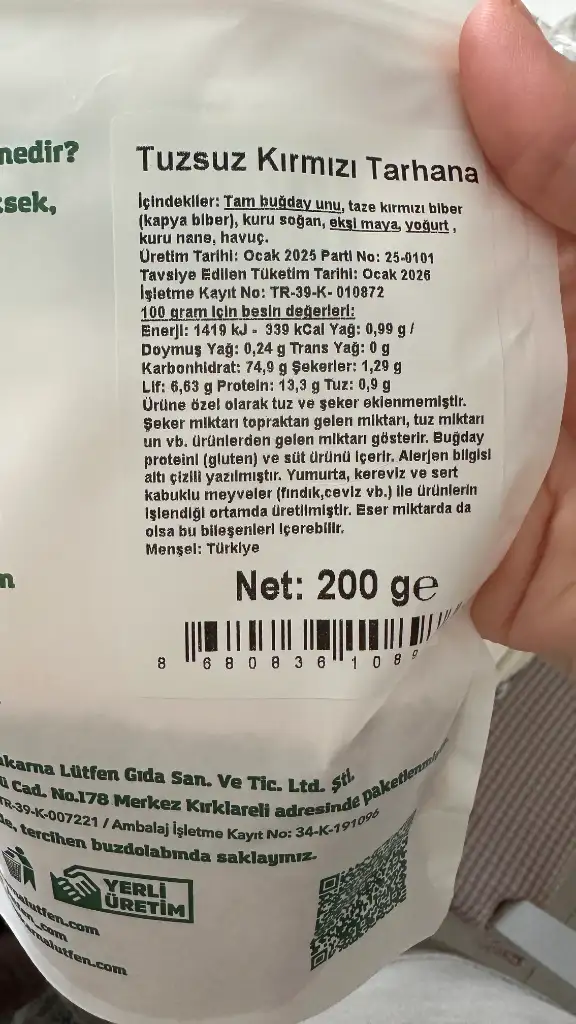 nedir?
Tuzsuz Kırmızı Tarhana
İçindekiler: Tam buğday unu, taze kırmızı biber
(kapya biber), kuru soğan, ekşi maya, yoğurt ,
kuru nane, havuç.
Üretim Tarihi: Ocak 2025 Parti No: 25-0101
Tavsiye Edilen Tüketim Tarihi: Ocak 2026
İşletme Kayıt No: TR-39-K- 010872
100 gram için besin değerleri:
Enerji: 1419 kJ - 339 kCal Yağ: 0,99 g /
Doymuş Yağ: 0,24 g Trans Yağ: 0 g
Karbonhidrat: 74,9 g Şekerler: 1,29 g
Lif: 6,63 g Protein: 13,3 g Tuz: 0,9 g
Ürüne özel olarak tuz ve şeker eklenmemiştir.
Şeker miktarı topraktan gelen miktarı, tuz miktarı
un vb. ürünlerden gelen miktarı gösterir. Buğday
proteini (gluten) ve süt ürünü içerir. Alerjen bilgisi
altı çizili yazılmıştır. Yumurta, kereviz ve sert
kabuklu meyveler (fındık,ceviz vb.) ile ürünlerin
işlendiği ortamda üretilmiştir. Eser miktarda da
olsa bu bileşenleri içerebilir.
Menşei: Türkiye
Net: 200 g e
8 680836 108
Lütfen Gıda San. Ve Tic. Ltd. Şti.
Cad. No.178 Merkez Kırklareli adresinde paketlenmiştir
TR-39-K-007221 / Ambalaj İşletme Kayıt No: 34-K-191096
tercihen buzdolabında saklayınız.
YERLİ
ÜRETİM